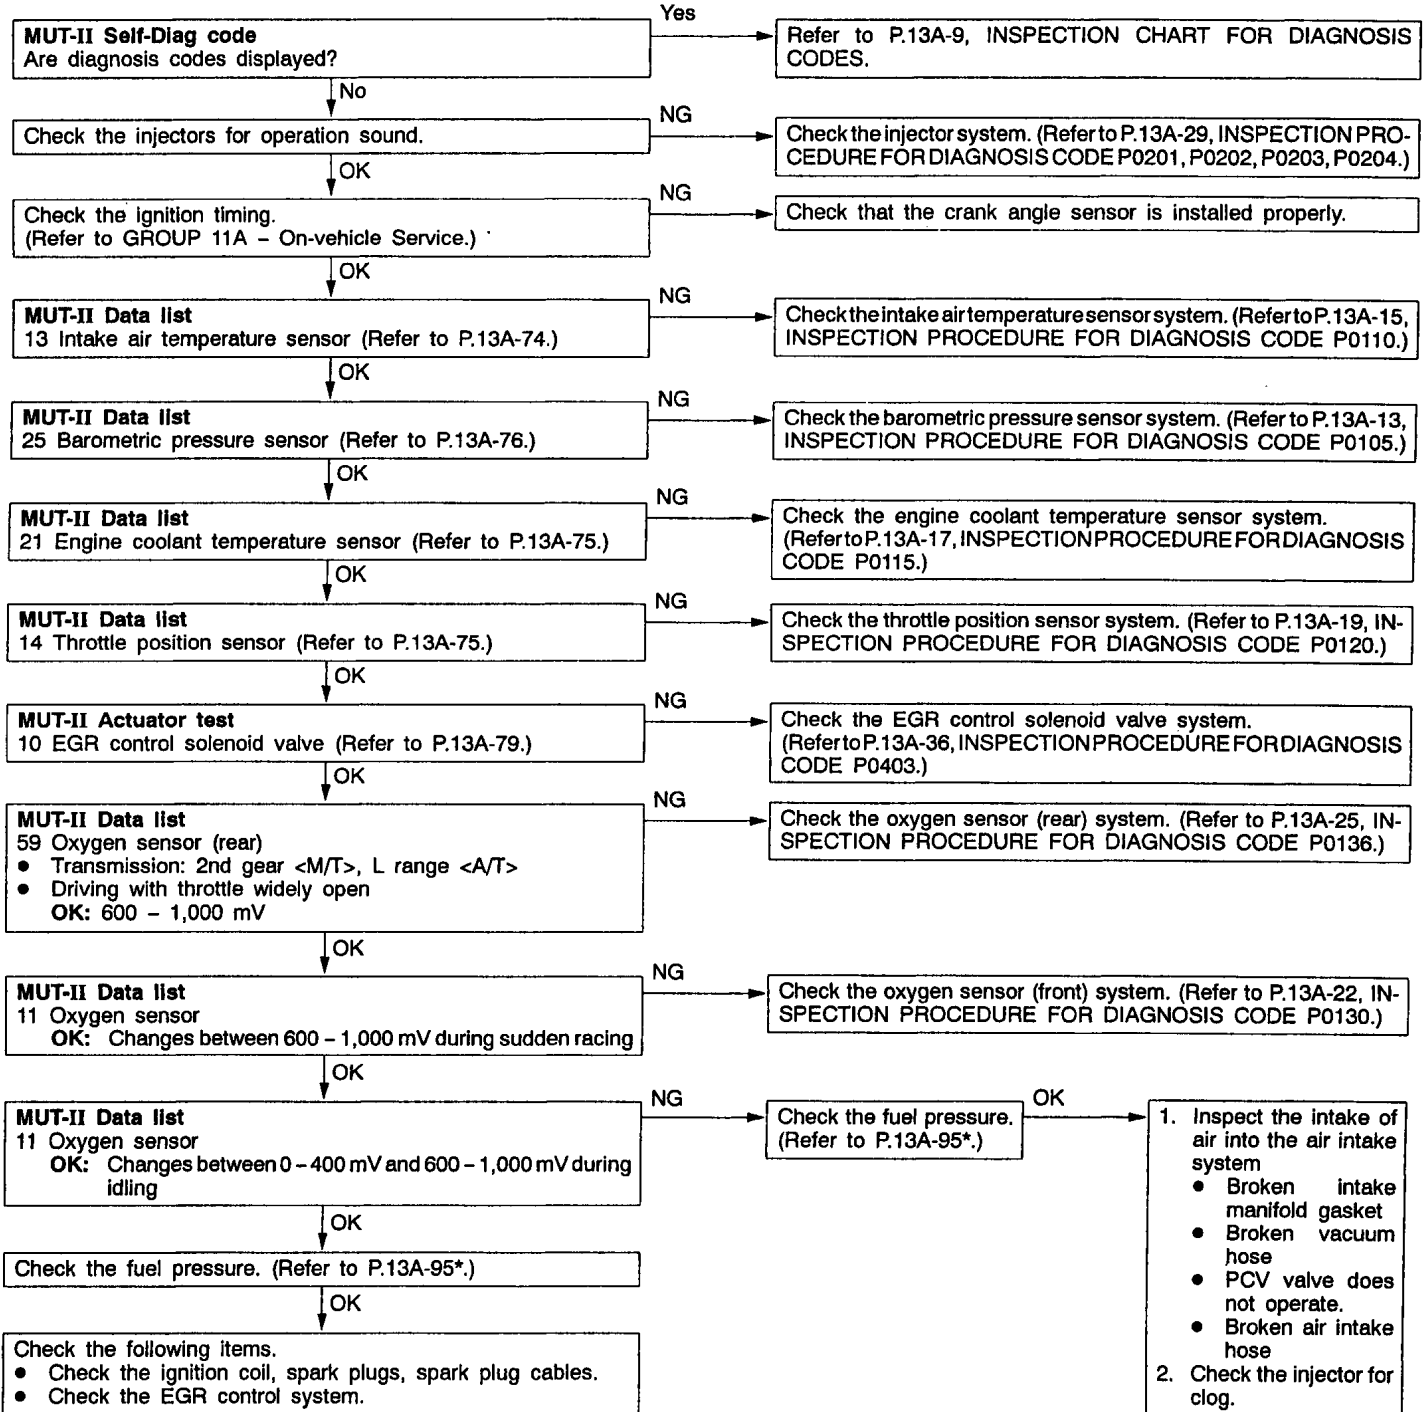 Yes
MUT-II Self-Diag code
Are diagnosis codes displayed?
Refer to P.13A-9, INSPECTION CHART FOR DIAGNOSIS
CODES.
No
NG
Check the injectors for operation sound.
Check the injector system. (Refer to P.13A-29, INSPECTION PRO-
CEDURE FOR DIAGNOSIS CODE P0201, P0202, P0203, P0204.)
OK
NG
Check the ignition timing.
(Refer to GROUP 11A – On-vehicle Service.)
Check that the crank angle sensor is installed properly.
OK
NG
MUT-II Data list
13 Intake air temperature sensor (Refer to P.13A-74.)
Check the intake air temperature sensor system. (Refer to P.13A-15,
INSPECTION PROCEDURE FOR DIAGNOSIS CODE P0110.)
OK
NG
MUT-II Data list
25 Barometric pressure sensor (Refer to P.13A-76.)
Check the barometric pressure sensor system. (Refer to P.13A-13,
INSPECTION PROCEDURE FOR DIAGNOSIS CODE P0105.)
OK
NG
MUT-II Data list
21 Engine coolant temperature sensor (Refer to P.13A-75.)
Check the engine coolant temperature sensor system.
(Refer to P.13A-17, INSPECTION PROCEDURE FOR DIAGNOSIS
CODE P0115.)
OK
NG
MUT-II Data list
14 Throttle position sensor (Refer to P.13A-75.)
Check the throttle position sensor system. (Refer to P.13A-19, IN-
SPECTION PROCEDURE FOR DIAGNOSIS CODE P0120.)
OK
NG
MUT-II Actuator test
10 EGR control solenoid valve (Refer to P.13A-79.)
Check the EGR control solenoid valve system.
(Refer to P.13A-36, INSPECTION PROCEDURE FOR DIAGNOSIS
CODE P0403.)
OK
NG
MUT-II Data list
59 Oxygen sensor (rear)
● Transmission: 2nd gear <M/T>, L range <A/T>
● Driving with throttle widely open
OK: 600 – 1,000 mV
Check the oxygen sensor (rear) system. (Refer to P.13A-25, IN-
SPECTION PROCEDURE FOR DIAGNOSIS CODE P0136.)
OK
NG
MUT-II Data list
11 Oxygen sensor
OK: Changes between 600 – 1,000 mV during sudden racing
Check the oxygen sensor (front) system. (Refer to P.13A-22, IN-
SPECTION PROCEDURE FOR DIAGNOSIS CODE P0130.)
OK
NG
MUT-II Data list
11 Oxygen sensor
OK: Changes between 0 – 400 mV and 600 – 1,000 mV during
idling
Check the fuel pressure.
(Refer to P.13A-95*.)
OK
1. Inspect the intake of
air into the air intake
system
● Broken intake
manifold gasket
● Broken vacuum
hose
● PCV valve does
not operate.
● Broken air intake
hose
2. Check the injector for
clog.
OK
Check the fuel pressure. (Refer to P.13A-95*.)
OK
Check the following items.
● Check the ignition coil, spark plugs, spark plug cables.
● Check the EGR control system.